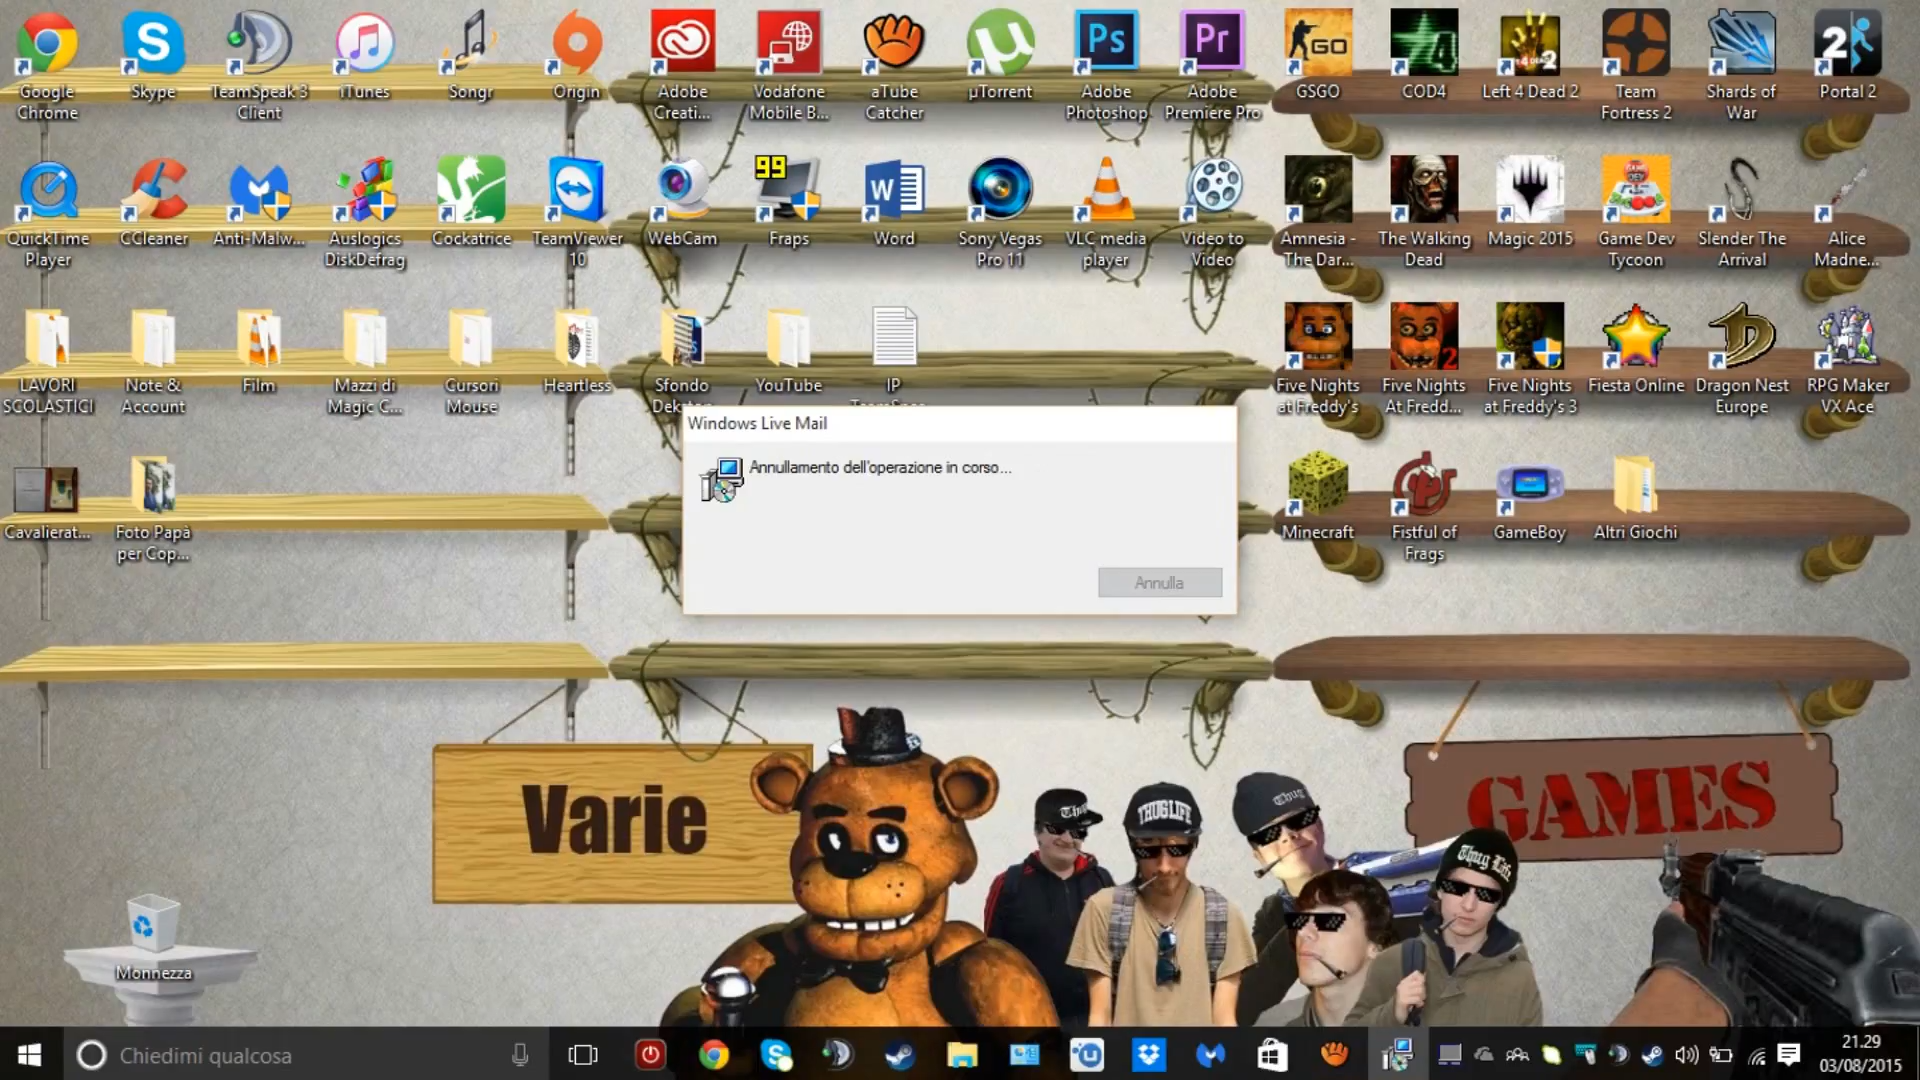 Google Chrome
Skype
TeamSpeak 3 Client
iTunes
Songr
Origin
Adobe Creati...
Vodafone Mobile B...
aTube Catcher
µTorrent
Adobe Photoshop
Adobe Premiere Pro
GSGO
COD4
Left 4 Dead 2
Team Fortress 2
Shards of War
Portal 2
QuickTime Player
CCleaner
Anti-Malw...
Auslogics DiskDefrag
Cockatrice
TeamViewer 10
WebCam
Fraps
Word
Sony Vegas Pro 11
VLC media player
Video to Video
Amnesia - The Dar...
The Walking Dead
Magic 2015
Game Dev Tycoon
Slender The Arrival
Alice Madne...
LAVORI SCOLASTICI
Note & Account
Film
Mazzi di Magic C...
Cursori Mouse
Heartless
Sfondo
YouTube
IP
Five Nights at Freddy's
Five Nights At Fredd...
Five Nights at Freddy's 3
Fiesta Online
Dragon Nest Europe
RPG Maker VX Ace
Windows Live Mail
Annullamento dell'operazione in corso...
Annulla
Cavalierat...
Foto Papà per Cop...
Minecraft
Fistful of Frags
GameBoy
Altri Giochi
Varie
GAMES
THUG LIFE
Thug Life
Monnezza
Chiedimi qualcosa
21.29
03/08/2015